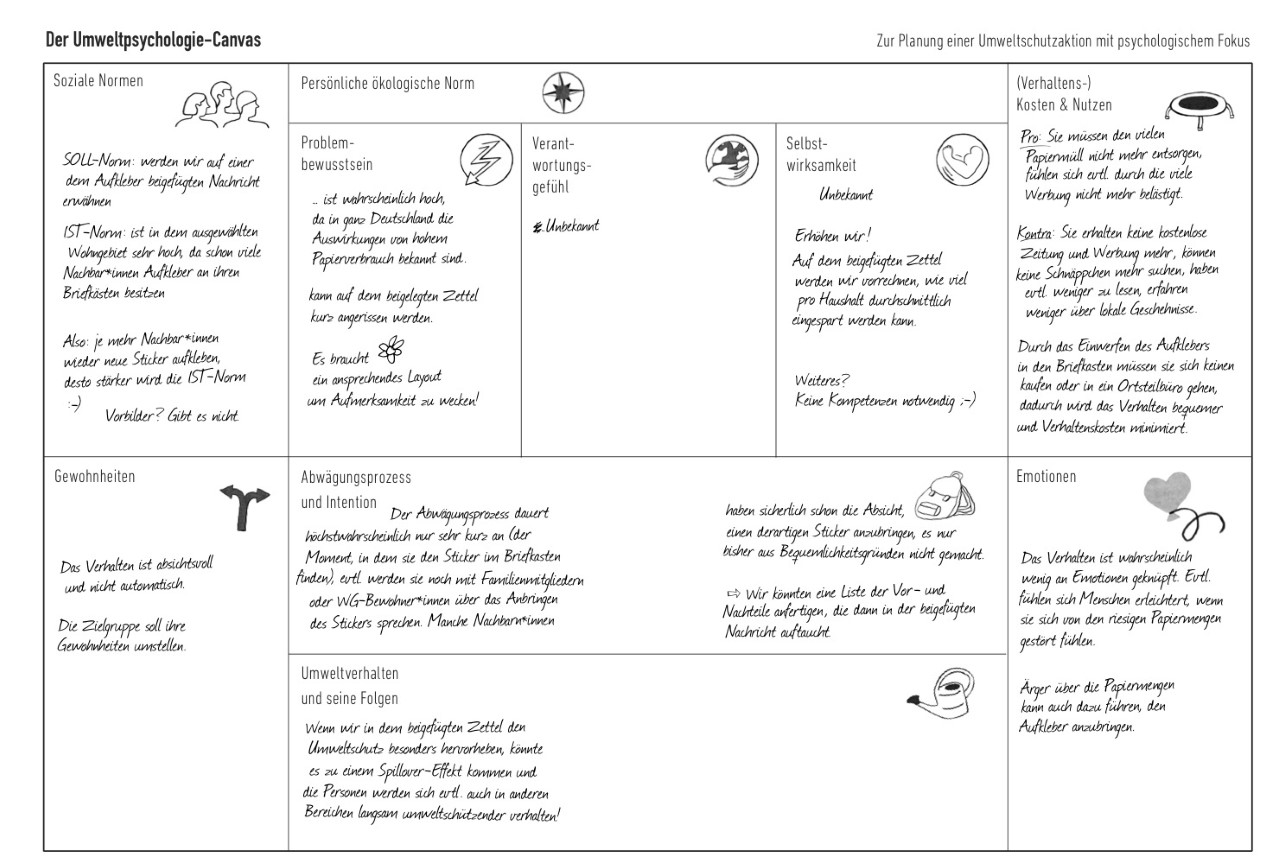 Der Umweltpsychologie-Canvas
Zur Planung einer Umweltschutzaktion mit psychologischem Fokus
Soziale Normen
SOLL-Norm: werden wir auf einer
dem Aufkleber beigefügten Nachricht
erwähnen
IST-Norm: ist in dem ausgewählten
Wohngebiet sehr hoch, da schon viele
Nachbar*innen Aufkleber an ihren
Briefkästen besitzen
Also: je mehr Nachbar*innen
wieder neue Sticker aufkleben,
desto stärker wird die IST-Norm
:-)
Vorbilder? Gibt es nicht.
Persönliche ökologische Norm
Problem-
bewusstsein
... ist wahrscheinlich hoch,
da in ganz Deutschland die
Auswirkungen von hohem
Papierverbrauch bekannt sind.
kann auf dem beigelegten Zettel
kurz angerissen werden.
Es braucht
ein ansprechendes Layout
um Aufmerksamkeit zu wecken!
Verant-
wortungs-
gefühl
Unbekannt
Selbst-
wirksamkeit
Unbekannt
Erhöhen wir!
Auf dem beigefügten Zettel
werden wir vorrechnen, wie viel
pro Haushalt durchschnittlich
eingespart werden kann.
Weiteres?
Keine Kompetenzen notwendig ;-)
(Verhaltens-)
Kosten & Nutzen
Pro: Sie müssen den vielen
Papiermüll nicht mehr entsorgen,
fühlen sich evtl. durch die viele
Werbung nicht mehr belästigt.
Kontra: Sie erhalten keine kostenlose
Zeitung und Werbung mehr, können
keine Schnäppchen mehr suchen, haben
evtl. weniger zu lesen, erfahren
weniger über lokale Geschehnisse.
Durch das Einwerfen des Aufklebers
in den Briefkasten müssen sie sich keinen
kaufen oder in ein Ortsteilbüro gehen,
dadurch wird das Verhalten bequemer
und Verhaltenskosten minimiert.
Gewohnheiten
Das Verhalten ist absichtsvoll
und nicht automatisch.
Die Zielgruppe soll ihre
Gewohnheiten umstellen.
Abwägungsprozess
und Intention
Der Abwägungsprozess dauert
höchstwahrscheinlich nur sehr kurz an (der
Moment, in dem sie den Sticker im Briefkasten
finden), evtl. werden sie noch mit Familienmitgliedern
oder WG-Bewohner*innen über das Anbringen
des Stickers sprechen. Manche Nachbarn*innen
haben sicherlich schon die Absicht,
einen derartigen Sticker anzubringen, es nur
bisher aus Bequemlichkeitsgründen nicht gemacht.
⇨ Wir könnten eine Liste der Vor- und
Nachteile anfertigen, die dann in der beigefügten
Nachricht auftaucht.
Umweltverhalten
und seine Folgen
Wenn wir in dem beigefügten Zettel den
Umweltschutz besonders hervorheben, könnte
es zu einem Spillover-Effekt kommen und
die Personen werden sich evtl. auch in anderen
Bereichen langsam umweltschützender verhalten!
Emotionen
Das Verhalten ist wahrscheinlich
wenig an Emotionen geknüpft. Evtl.
fühlen sich Menschen erleichtert, wenn
sie sich von den riesigen Papiermengen
gestört fühlen.
Ärger über die Papiermengen
kann auch dazu führen, den
Aufkleber anzubringen.